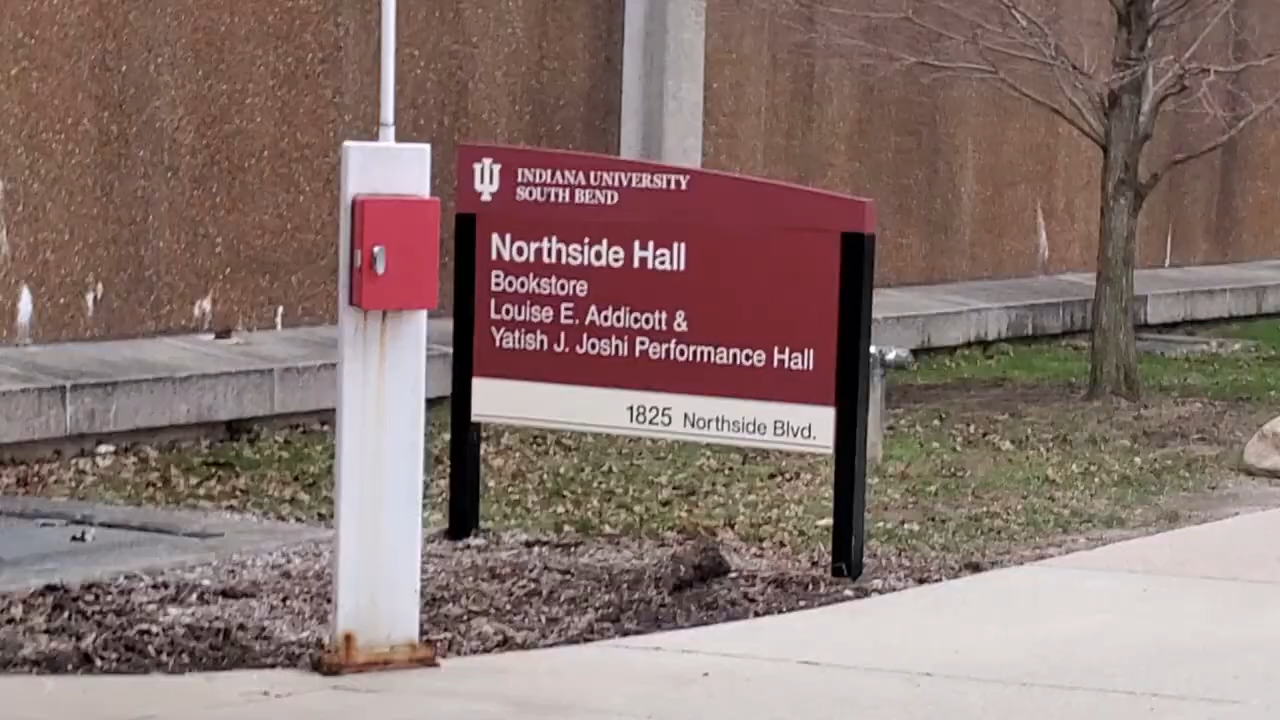 INDIANA UNIVERSITY
SOUTH BEND
Northside Hall
Bookstore
Louise E. Addicott &
Yatish J. Joshi Performance Hall
1825 Northside Blvd.